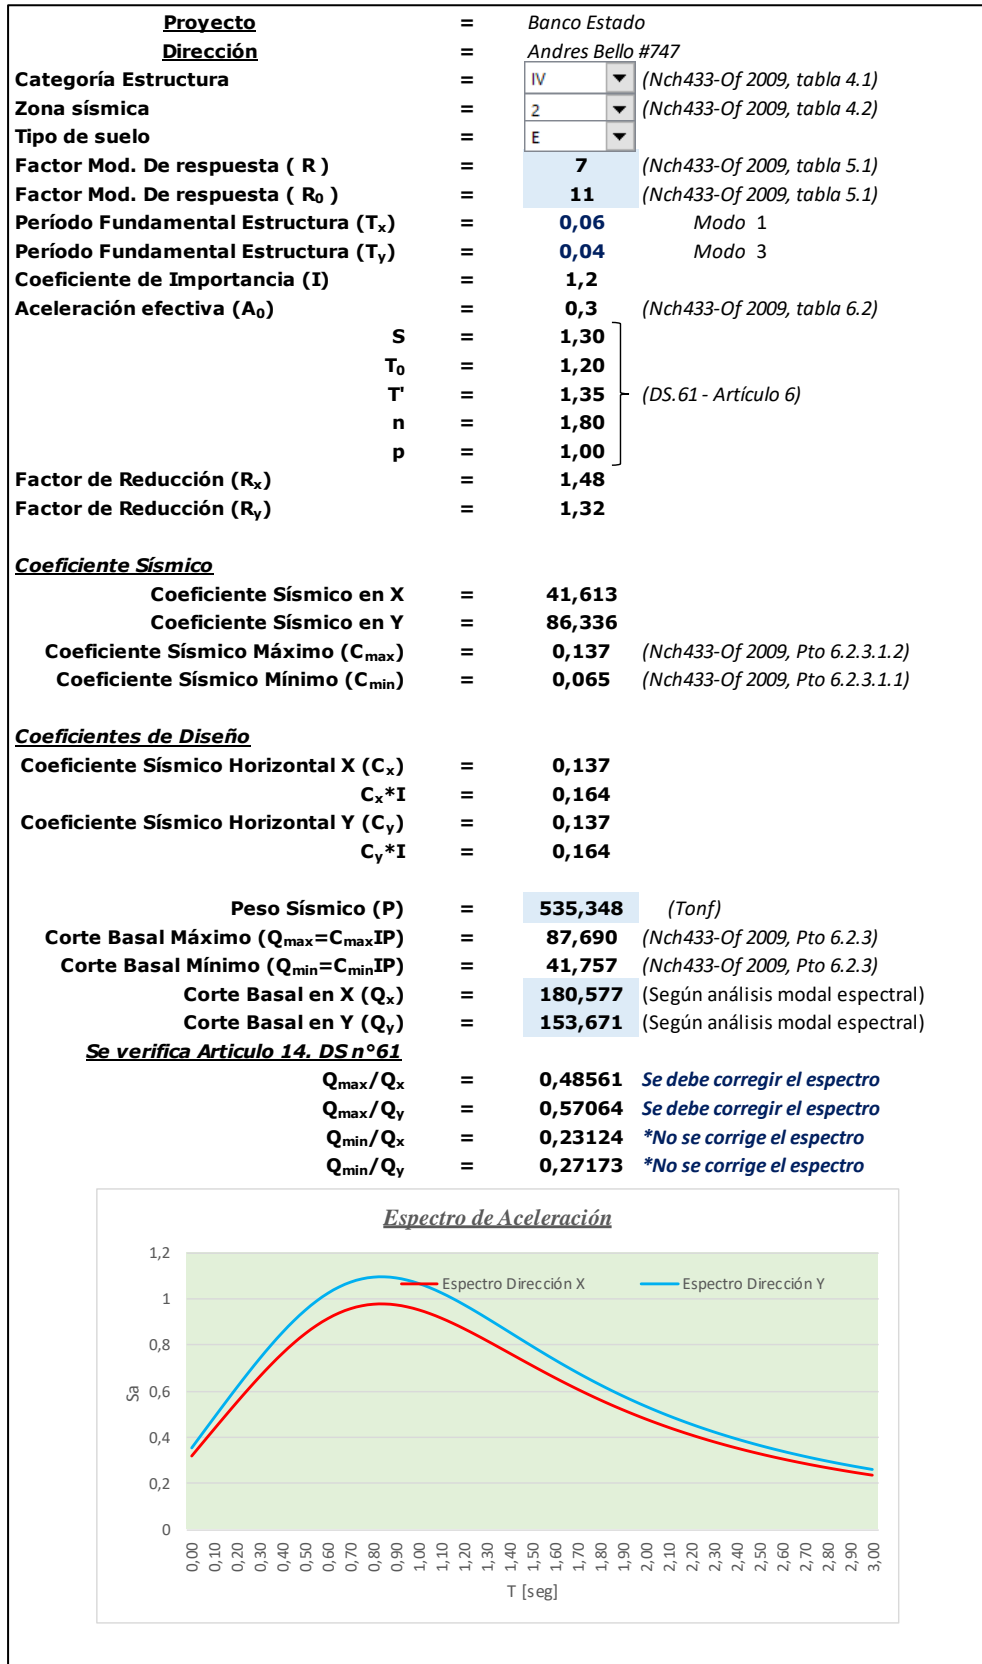 Proyecto = Banco Estado
Dirección = Andres Bello #747
Categoría Estructura = IV (Nch433-Of 2009, tabla 4.1)
Zona sísmica = 2 (Nch433-Of 2009, tabla 4.2)
Tipo de suelo = E
Factor Mod. De respuesta ( R ) = 7 (Nch433-Of 2009, tabla 5.1)
Factor Mod. De respuesta ( R₀ ) = 11 (Nch433-Of 2009, tabla 5.1)
Período Fundamental Estructura (Tₓ) = 0,06 Modo 1
Período Fundamental Estructura (Tᵧ) = 0,04 Modo 3
Coeficiente de Importancia (I) = 1,2
Aceleración efectiva (A₀) = 0,3 (Nch433-Of 2009, tabla 6.2)
S = 1,30
T₀ = 1,20
T' = 1,35 (DS.61 - Artículo 6)
n = 1,80
p = 1,00
Factor de Reducción (Rₓ) = 1,48
Factor de Reducción (Rᵧ) = 1,32
Coeficiente Sísmico
Coeficiente Sísmico en X = 41,613
Coeficiente Sísmico en Y = 86,336
Coeficiente Sísmico Máximo (Cmax) = 0,137 (Nch433-Of 2009, Pto 6.2.3.1.2)
Coeficiente Sísmico Mínimo (Cmin) = 0,065 (Nch433-Of 2009, Pto 6.2.3.1.1)
Coeficientes de Diseño
Coeficiente Sísmico Horizontal X (Cₓ) = 0,137
Cₓ*I = 0,164
Coeficiente Sísmico Horizontal Y (Cᵧ) = 0,137
Cᵧ*I = 0,164
Peso Sísmico (P) = 535,348 (Tonf)
Corte Basal Máximo (Qmax=CmaxIP) = 87,690 (Nch433-Of 2009, Pto 6.2.3)
Corte Basal Mínimo (Qmin=CminIP) = 41,757 (Nch433-Of 2009, Pto 6.2.3)
Corte Basal en X (Qₓ) = 180,577 (Según análisis modal espectral)
Corte Basal en Y (Qᵧ) = 153,671 (Según análisis modal espectral)
Se verifica Articulo 14. DS n°61
Qmax/Qₓ = 0,48561 Se debe corregir el espectro
Qmax/Qᵧ = 0,57064 Se debe corregir el espectro
Qmin/Qₓ = 0,23124 *No se corrige el espectro
Qmin/Qᵧ = 0,27173 *No se corrige el espectro
Espectro de Aceleración
Espectro Dirección X Espectro Dirección Y
1,2
1
0,8
0,6
0,4
0,2
0
Sa
0,00 0,10 0,20 0,30 0,40 0,50 0,60 0,70 0,80 0,90 1,00 1,10 1,20 1,30 1,40 1,50 1,60 1,70 1,80 1,90 2,00 2,10 2,20 2,30 2,40 2,50 2,60 2,70 2,80 2,90 3,00
T [seg]